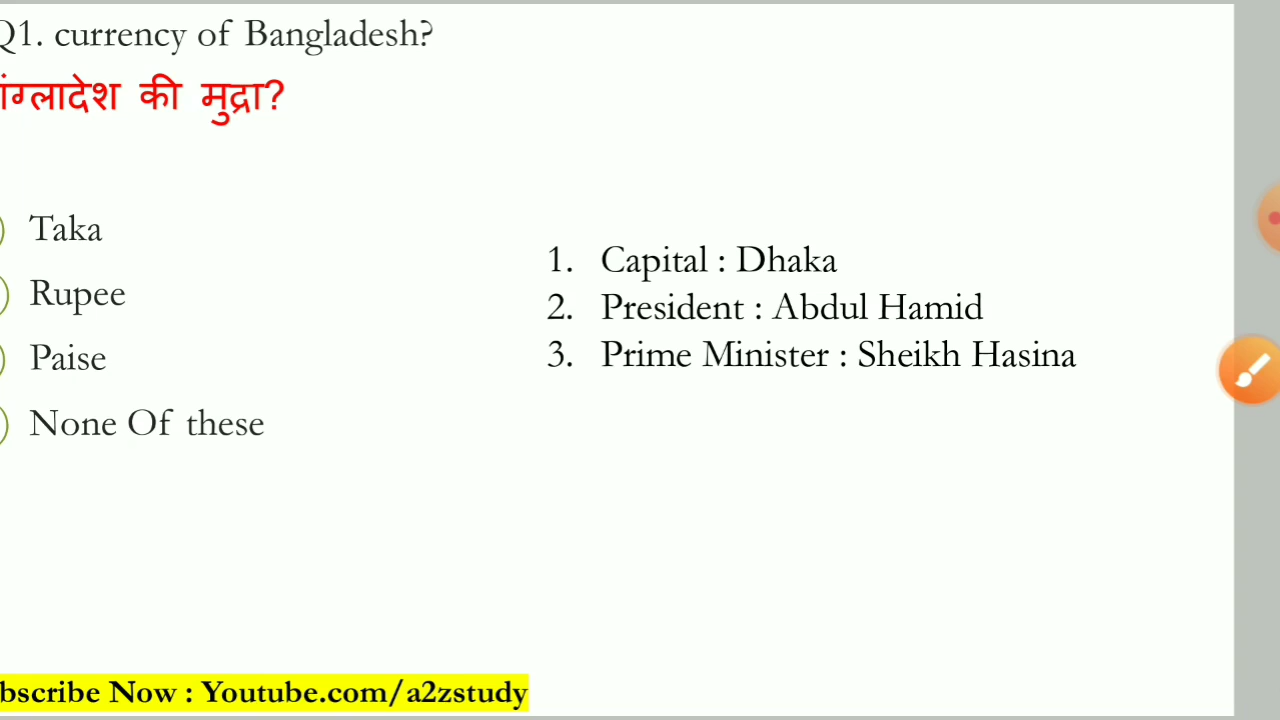 Q1. currency of Bangladesh?
ांग्लादेश की मुद्रा?
Taka
Rupee
Paise
None Of these
1. Capital : Dhaka
2. President : Abdul Hamid
3. Prime Minister : Sheikh Hasina
bscribe Now : Youtube.com/a2zstudy